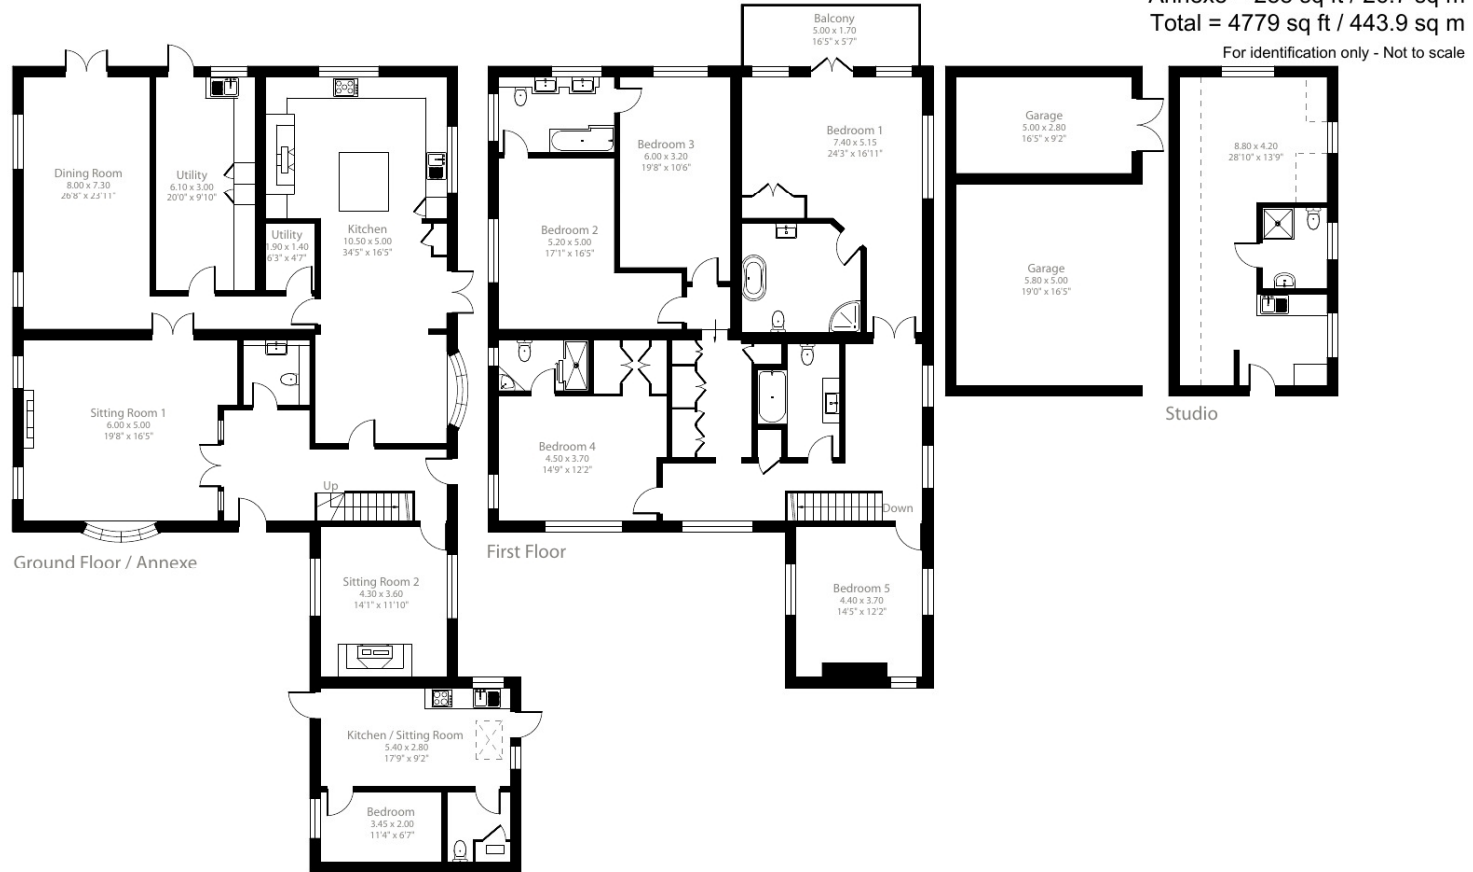 Total = 4779 sq ft / 443.9 sq m
For identification only - Not to scale
Balcony
5.00 x 1.70
16'5" x 5'7"
Dining Room
8.00 x 7.30
26'8" x 23'11"
Utility
6.10 x 3.00
20'0" x 9'10"
Utility
1.90 x 1.40
6'3" x 4'7"
Kitchen
10.50 x 5.00
34'5" x 16'5"
Sitting Room 1
6.00 x 5.00
19'8" x 16'5"
Up
Sitting Room 2
4.30 x 3.60
14'1" x 11'10"
Kitchen / Sitting Room
5.40 x 2.80
17'9" x 9'2"
Bedroom
3.45 x 2.00
11'4" x 6'7"
Ground Floor / Annexe
Bedroom 1
7.40 x 5.15
24'3" x 16'11"
Bedroom 3
6.00 x 3.20
19'8" x 10'6"
Bedroom 2
5.20 x 5.00
17'1" x 16'5"
Bedroom 4
4.50 x 3.70
14'9" x 12'2"
Down
Bedroom 5
4.40 x 3.70
14'5" x 12'2"
First Floor
Garage
5.00 x 2.80
16'5" x 9'2"
Garage
5.80 x 5.00
19'0" x 16'5"
8.80 x 4.20
28'10" x 13'9"
Studio